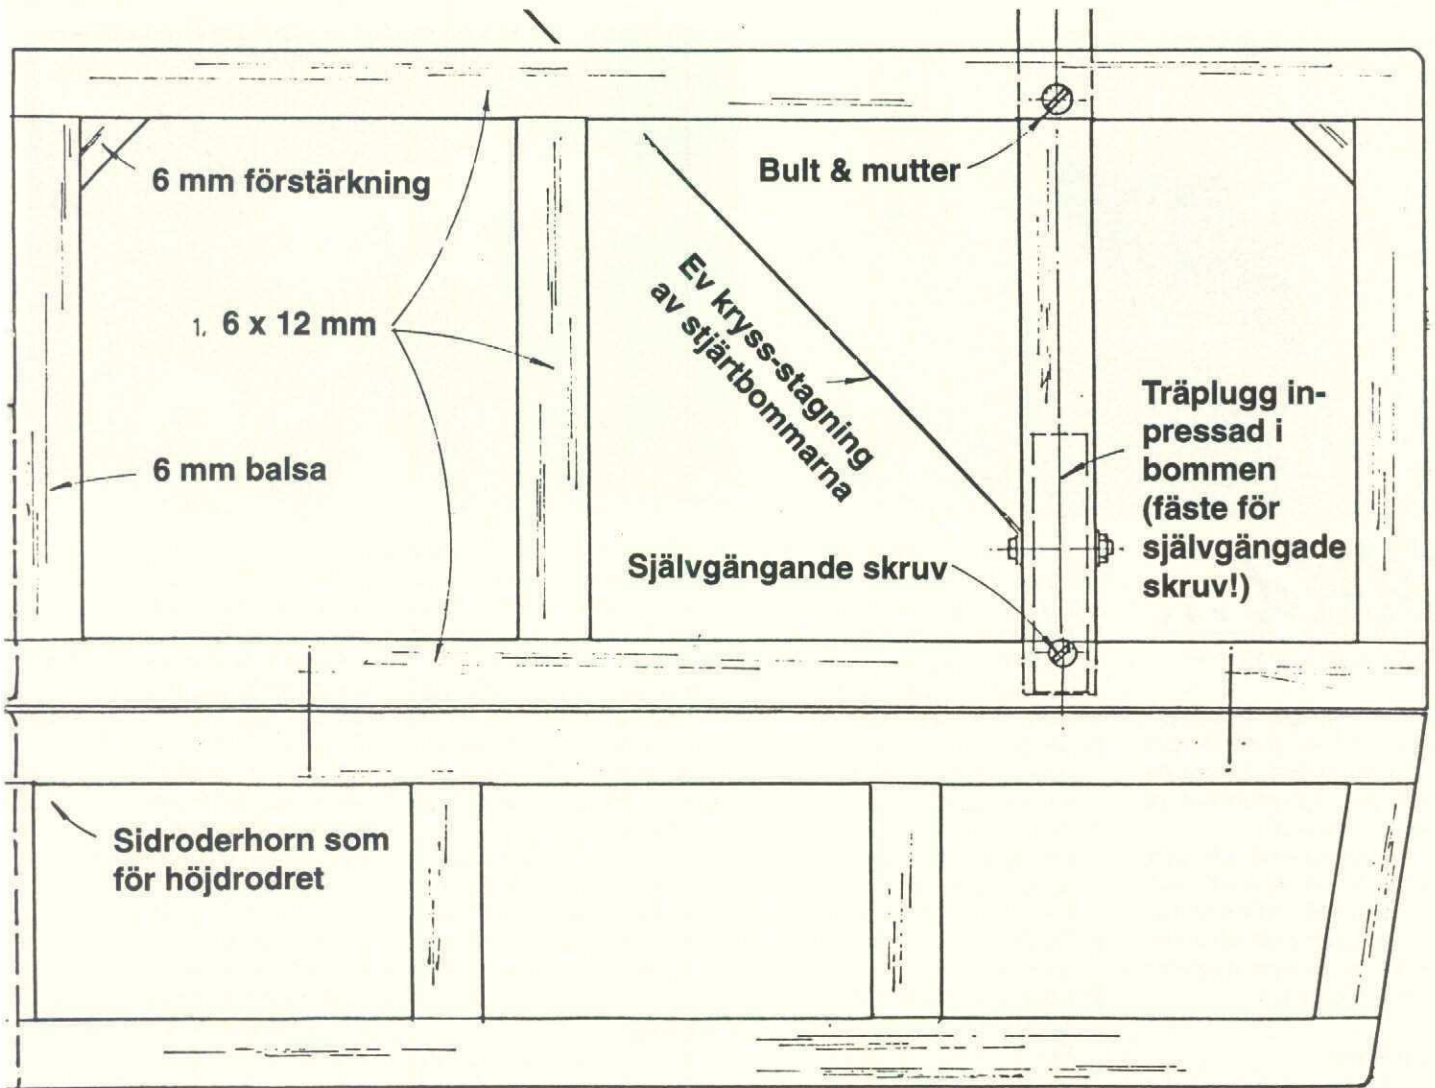 6 mm förstärkning
Bult & mutter
1. 6 x 12 mm
Ev kryss-stagning
av stjärtbommarna
6 mm balsa
Träplugg in-
pressad i
bommen
(fäste för
självgängade
skruv!)
Självgängande skruv
Sidroderhorn som
för höjdrodret